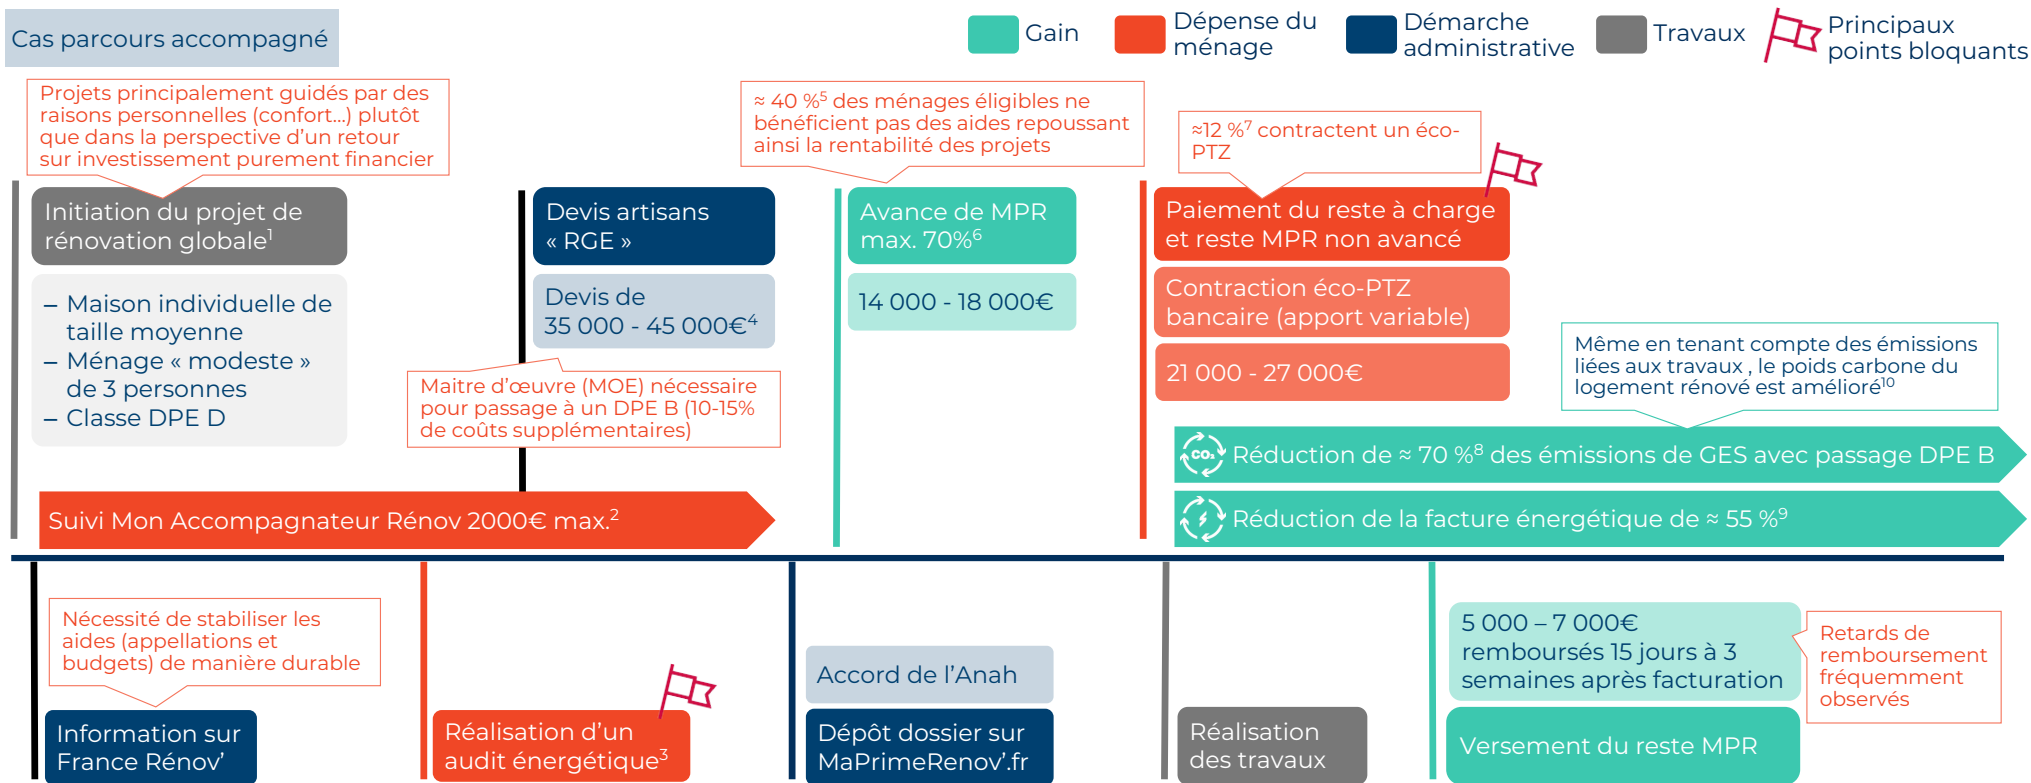 Cas parcours accompagné
Gain
Dépense du
ménage
Démarche
administrative
Travaux
Principaux
points bloquants
Projets principalement guidés par des
raisons personnelles (confort…) plutôt
que dans la perspective d'un retour
sur investissement purement financier
≈ 40 %⁵ des ménages éligibles ne
bénéficient pas des aides repoussant
ainsi la rentabilité des projets
≈12 %⁷ contractent un éco-
PTZ
Initiation du projet de
rénovation globale¹
– Maison individuelle de
taille moyenne
– Ménage « modeste »
de 3 personnes
– Classe DPE D
Devis artisans
« RGE »
Devis de
35 000 - 45 000€⁴
Maitre d'œuvre (MOE) nécessaire
pour passage à un DPE B (10-15%
de coûts supplémentaires)
Avance de MPR
max. 70%⁶
14 000 - 18 000€
Paiement du reste à charge
et reste MPR non avancé
Contraction éco-PTZ
bancaire (apport variable)
21 000 - 27 000€
Même en tenant compte des émissions
liées aux travaux , le poids carbone du
logement rénové est amélioré¹⁰
CO₂
Réduction de ≈ 70 %⁸ des émissions de GES avec passage DPE B
Suivi Mon Accompagnateur Rénov 2000€ max.²
Réduction de la facture énergétique de ≈ 55 %⁹
Nécessité de stabiliser les
aides (appellations et
budgets) de manière durable
Information sur
France Rénov'
Réalisation d'un
audit énergétique³
Accord de l'Anah
Dépôt dossier sur
MaPrimeRenov'.fr
Réalisation
des travaux
5 000 – 7 000€
remboursés 15 jours à 3
semaines après facturation
Versement du reste MPR
Retards de
remboursement
fréquemment
observés